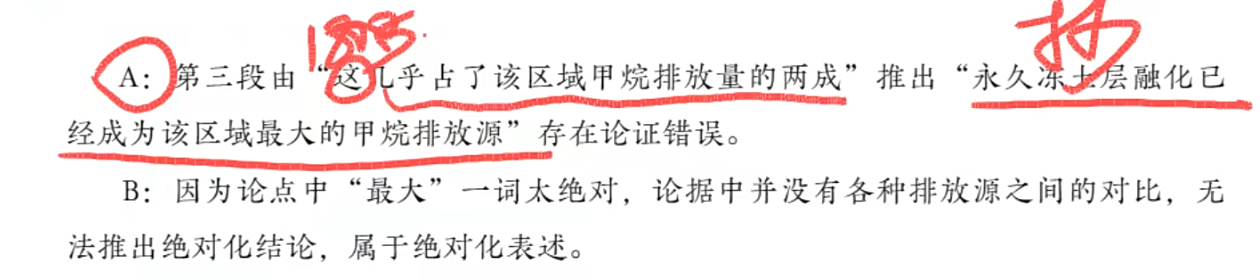 抄
A：第三段由“这几乎占了该区域甲烷排放量的两成”推出“永久冻土层融化已
经成为该区域最大的甲烷排放源”存在论证错误。
B：因为论点中“最大”一词太绝对，论据中并没有各种排放源之间的对比，无
法推出绝对化结论，属于绝对化表述。